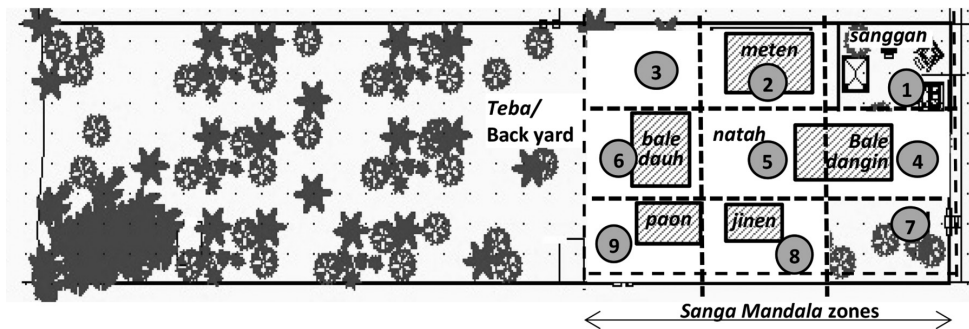 sanggan
meten
3
2
1
Teba/
Back yard
bale
dauh
natah
Bale
dangin
6
5
4
paon
jinen
7
9
8
Sanga Mandala zones